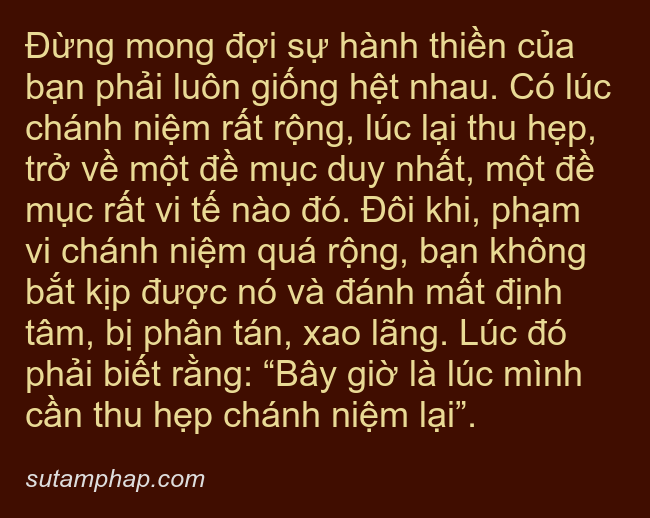 Đừng mong đợi sự hành thiền của
bạn phải luôn giống hệt nhau. Có lúc
chánh niệm rất rộng, lúc lại thu hẹp,
trở về một đề mục duy nhất, một đề
mục rất vi tế nào đó. Đôi khi, phạm
vi chánh niệm quá rộng, bạn không
bắt kịp được nó và đánh mất định
tâm, bị phân tán, xao lãng. Lúc đó
phải biết rằng: “Bây giờ là lúc mình
cần thu hẹp chánh niệm lại”.
sutamphap.com